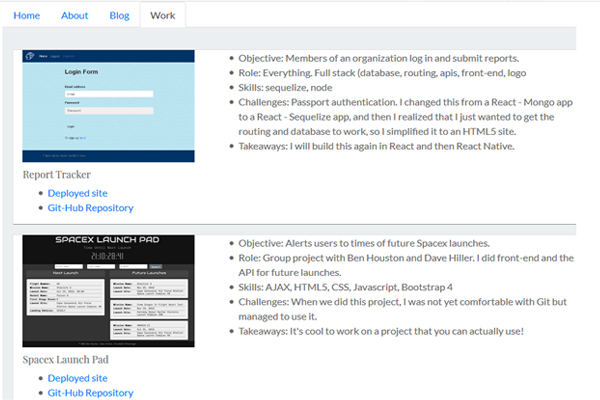 Home About Blog Work
Login Form
Email address
Password
Login
Objective: Members of an organization log in and submit reports.
Role: Everything. Full stack (database, routing, apis, front-end, logo
Skills: sequelize, node
Challenges: Passport authentication. I changed this from a React - Mongo app
to a React - Sequelize app, and then I realized that I just wanted to get the
routing and database to work, so I simplified it to an HTML5 site.
Takeaways: I will build this again in React and then React Native.
Report Tracker
Deployed site
Git-Hub Repository
SPACEX LAUNCH PAD
Time Until Next Launch
21:10:28:41
Next Launch
Future Launches
Objective: Alerts users to times of future Spacex launches.
Role: Group project with Ben Houston and Dave Hiller. I did front-end and the
API for future launches.
Skills: AJAX, HTML5, CSS, Javascript, Bootstrap 4
Challenges: When we did this project, I was not yet comfortable with Git but
managed to use it.
Takeaways: It's cool to work on a project that you can actually use!
Spacex Launch Pad
Deployed site
Git-Hub Repository